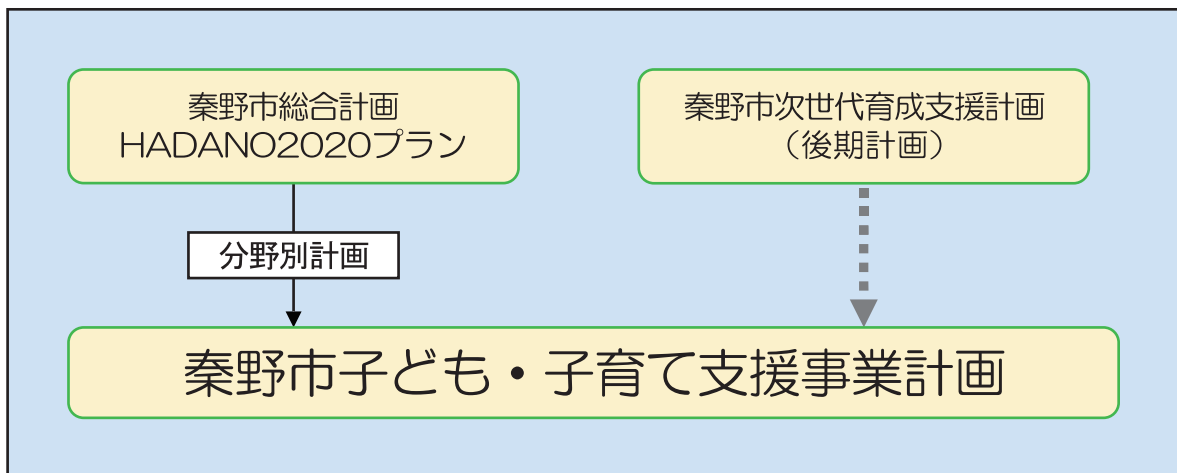 秦野市総合計画
HADANO2020プラン
秦野市次世代育成支援計画
（後期計画）
分野別計画
秦野市子ども・子育て支援事業計画